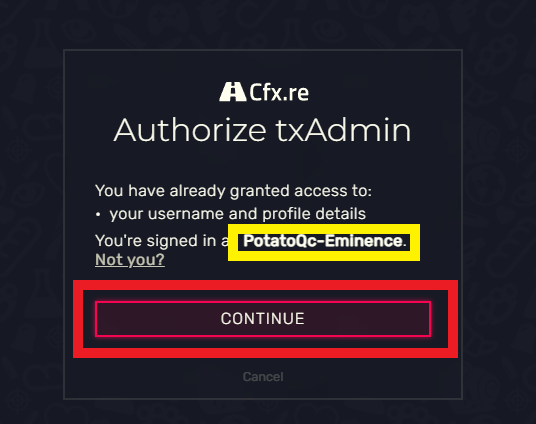 Cfx.re
Authorize txAdmin
You have already granted access to:
• your username and profile details
You're signed in a PotatoQc-Eminence.
Not you?
CONTINUE
Cancel